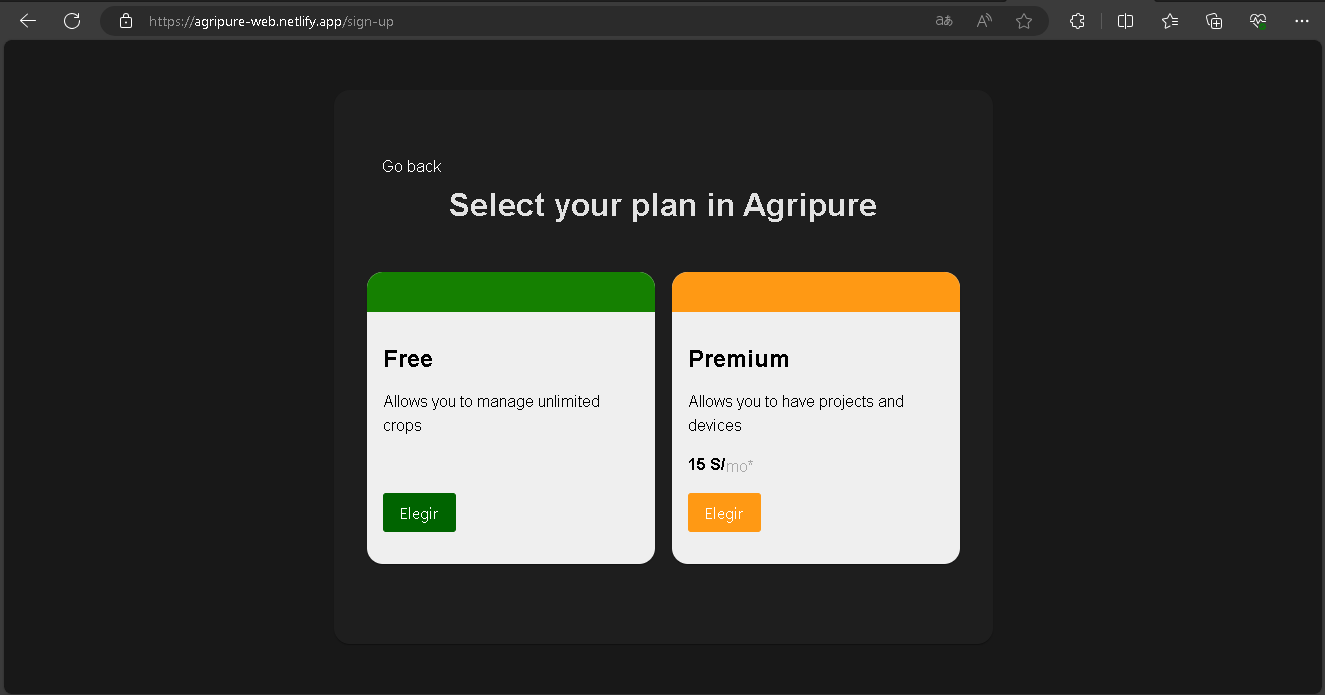 https://agripure-web.netlify.app/sign-up
Go back
Select your plan in Agripure
Free
Allows you to manage unlimited
crops
Elegir
Premium
Allows you to have projects and
devices
15 S/mo*
Elegir